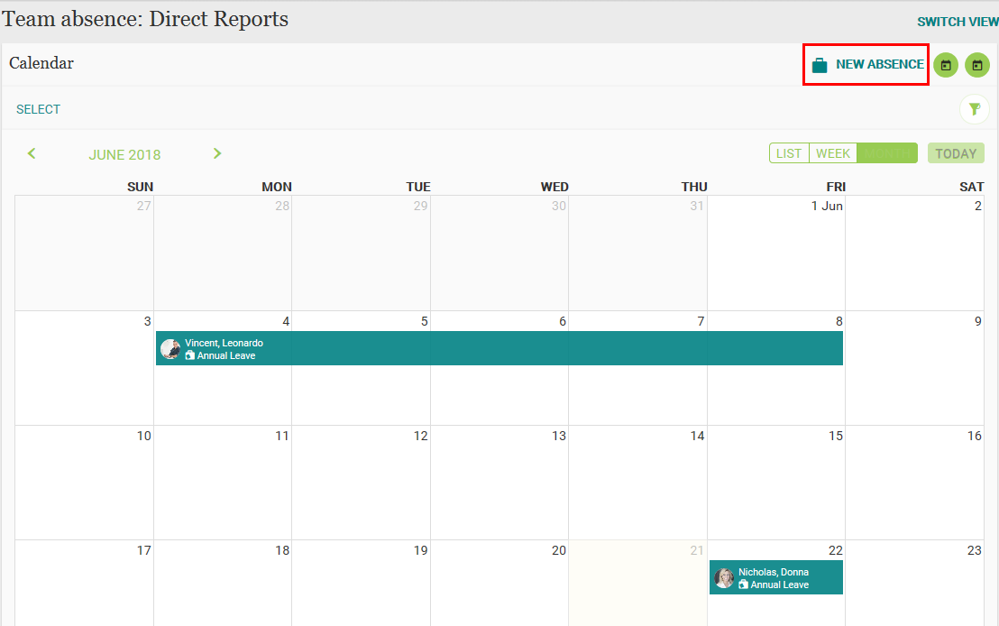 Team absence: Direct Reports
SWITCH VIEW
Calendar
NEW ABSENCE
SELECT
JUNE 2018
LIST WEEK MONTH TODAY
SUN MON TUE WED THU FRI SAT
27 28 29 30 31 1 Jun 2
3 4 5 6 7 8 9
Vincent, Leonardo
Annual Leave
10 11 12 13 14 15 16
17 18 19 20 21 22 23
Nicholas, Donna
Annual Leave